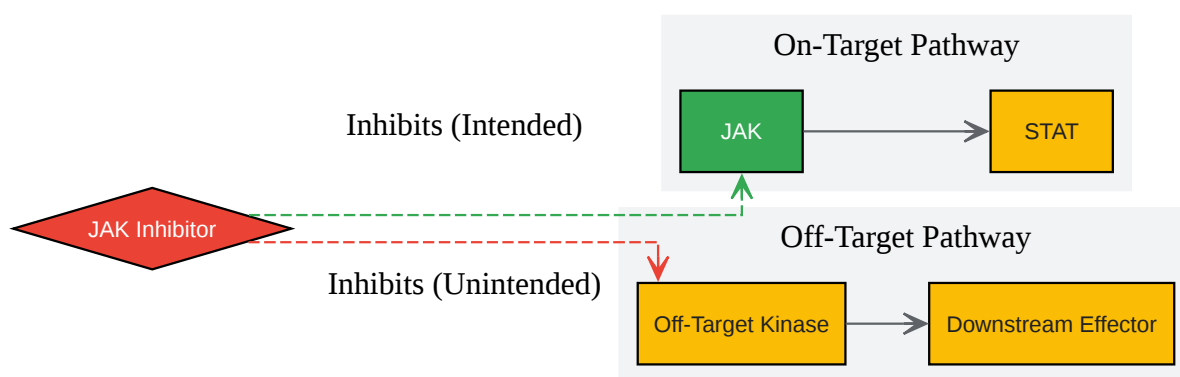 On-Target Pathway
Inhibits (Intended)
JAK
STAT
JAK Inhibitor
Off-Target Pathway
Inhibits (Unintended)
Off-Target Kinase
Downstream Effector